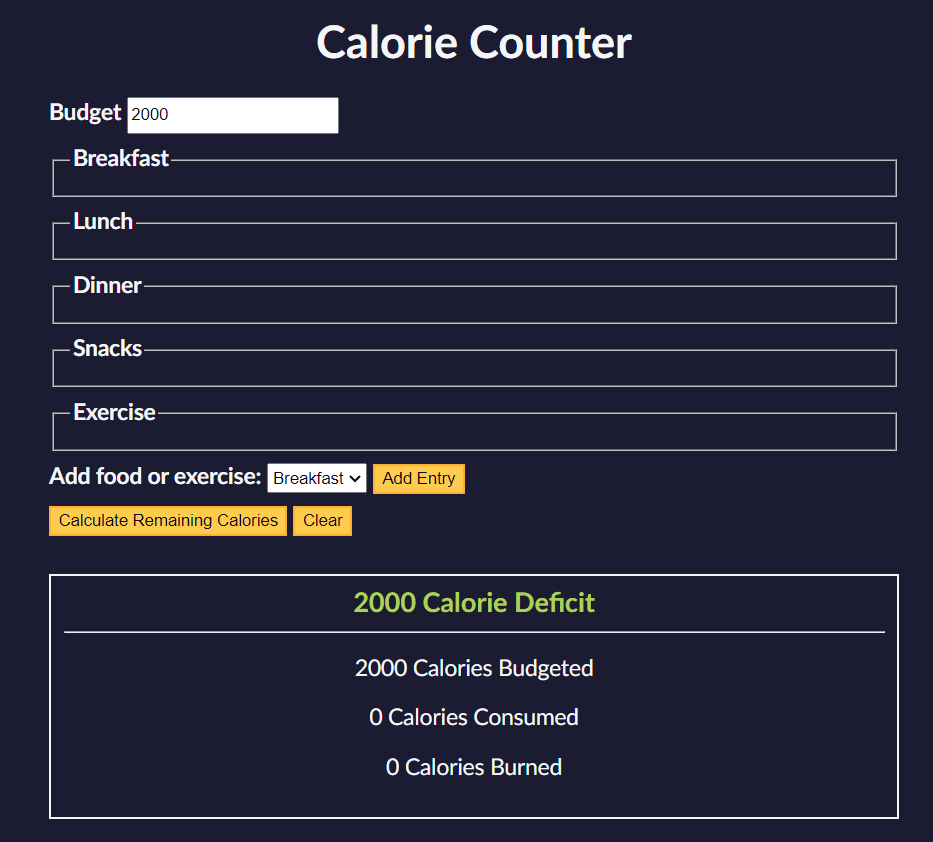 Calorie Counter
Budget 2000
Breakfast
Lunch
Dinner
Snacks
Exercise
Add food or exercise: Breakfast Add Entry
Calculate Remaining Calories Clear
2000 Calorie Deficit
2000 Calories Budgeted
0 Calories Consumed
0 Calories Burned